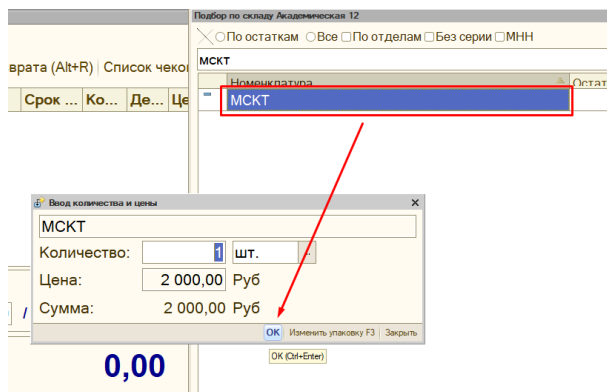 Подбор по складу Академическая 12
По остаткам Все По отделам Без серии МНН
врата (Alt+R) Список чеков
МСКТ
Номенклатура Остат
Срок ... Ко... Де... Це
МСКТ
Ввод количества и цены
МСКТ
Количество: 1 шт. ...
Цена: 2 000,00 Руб
/ Сумма: 2 000,00 Руб
OK Изменить упаковку F3 Закрыть
OK (Ctrl+Enter)
0,00